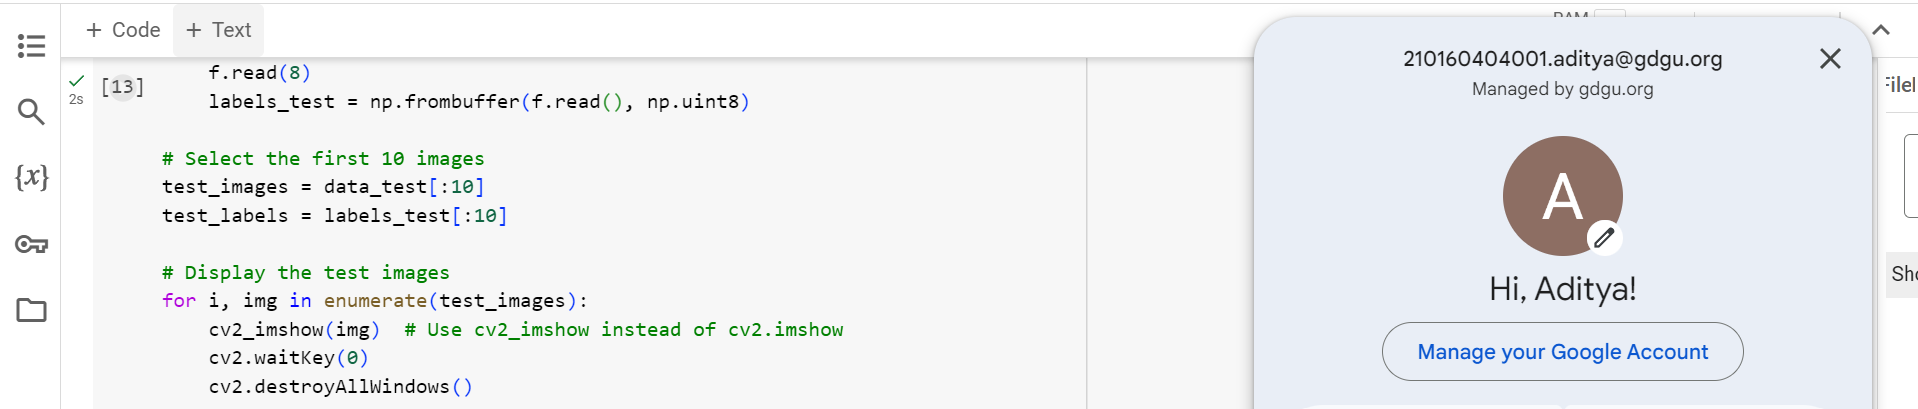 + Code + Text
[13]
2s
f.read(8)
labels_test = np.frombuffer(f.read(), np.uint8)
# Select the first 10 images
test_images = data_test[:10]
test_labels = labels_test[:10]
# Display the test images
for i, img in enumerate(test_images):
cv2_imshow(img) # Use cv2_imshow instead of cv2.imshow
cv2.waitKey(0)
cv2.destroyAllWindows()
{x}
210160404001.aditya@gdgu.org
Managed by gdgu.org
A
Hi, Aditya!
Manage your Google Account